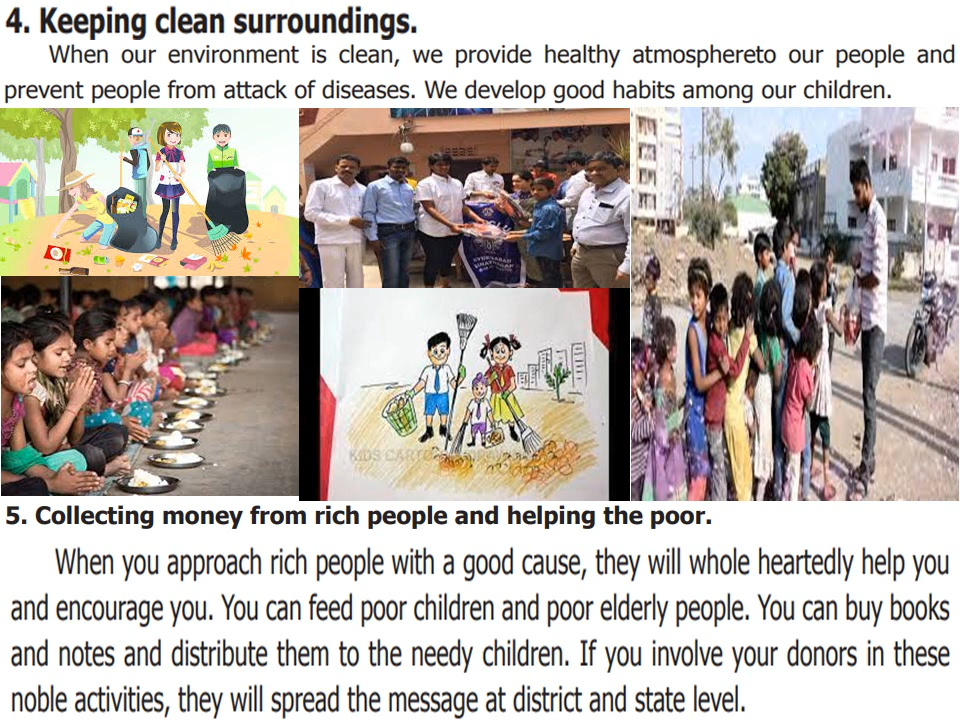 4. Keeping clean surroundings.
When our environment is clean, we provide healthy atmosphereto our people and
prevent people from attack of diseases. We develop good habits among our children.
KIDS CARTO
5. Collecting money from rich people and helping the poor.
When you approach rich people with a good cause, they will whole heartedly help you
and encourage you. You can feed poor children and poor elderly people. You can buy books
and notes and distribute them to the needy children. If you involve your donors in these
noble activities, they will spread the message at district and state level.